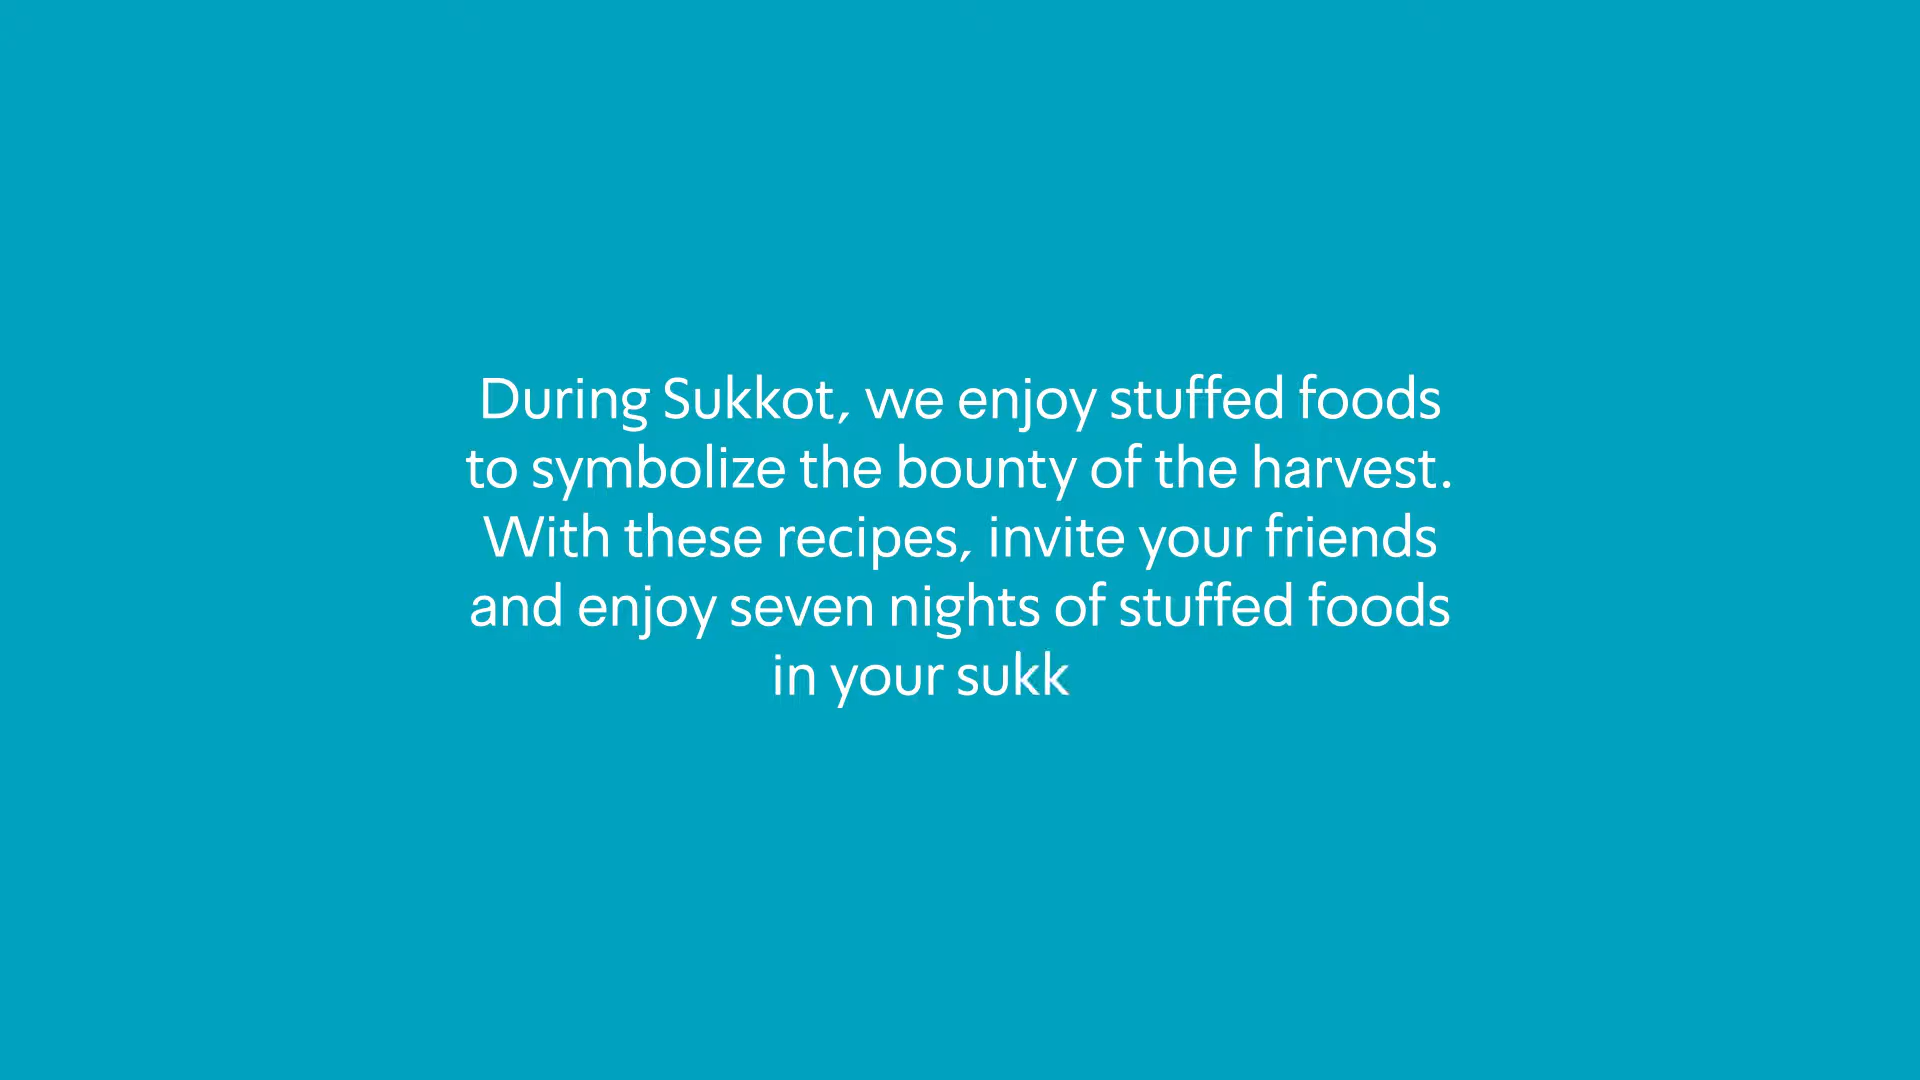 During Sukkot, we enjoy stuffed foods
to symbolize the bounty of the harvest.
With these recipes, invite your friends
and enjoy seven nights of stuffed foods
in your sukk